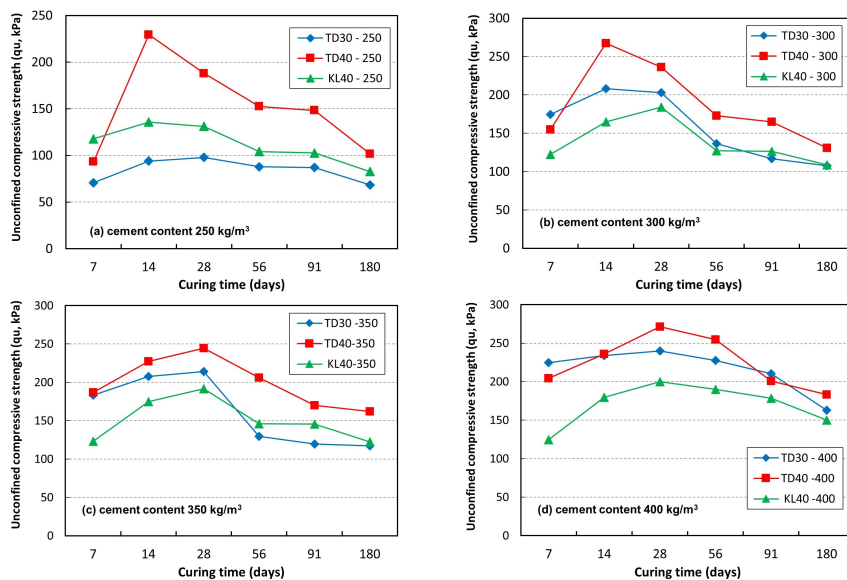 Unconfined compressive strength (qu, kPa)
250
200
150
100
50
0
TD30 - 250
TD40 - 250
KL40 - 250
(a) cement content 250 kg/m³
7 14 28 56 91 180
Curing time (days)
Unconfined compressive strength (qu, kPa)
300
250
200
150
100
50
0
TD30 -300
TD40 - 300
KL40 - 300
(b) cement content 300 kg/m³
7 14 28 56 91 180
Curing time (days)
Unconfined compressive strength (qu, kPa)
300
250
200
150
100
50
0
TD30 -350
TD40-350
KL40-350
(c) cement content 350 kg/m³
7 14 28 56 91 180
Curing time (days)
Unconfined compressive strength (qu, kPa)
300
250
200
150
100
50
0
TD30 - 400
TD40 -400
KL40 -400
(d) cement content 400 kg/m³
7 14 28 56 91 180
Curing time (days)